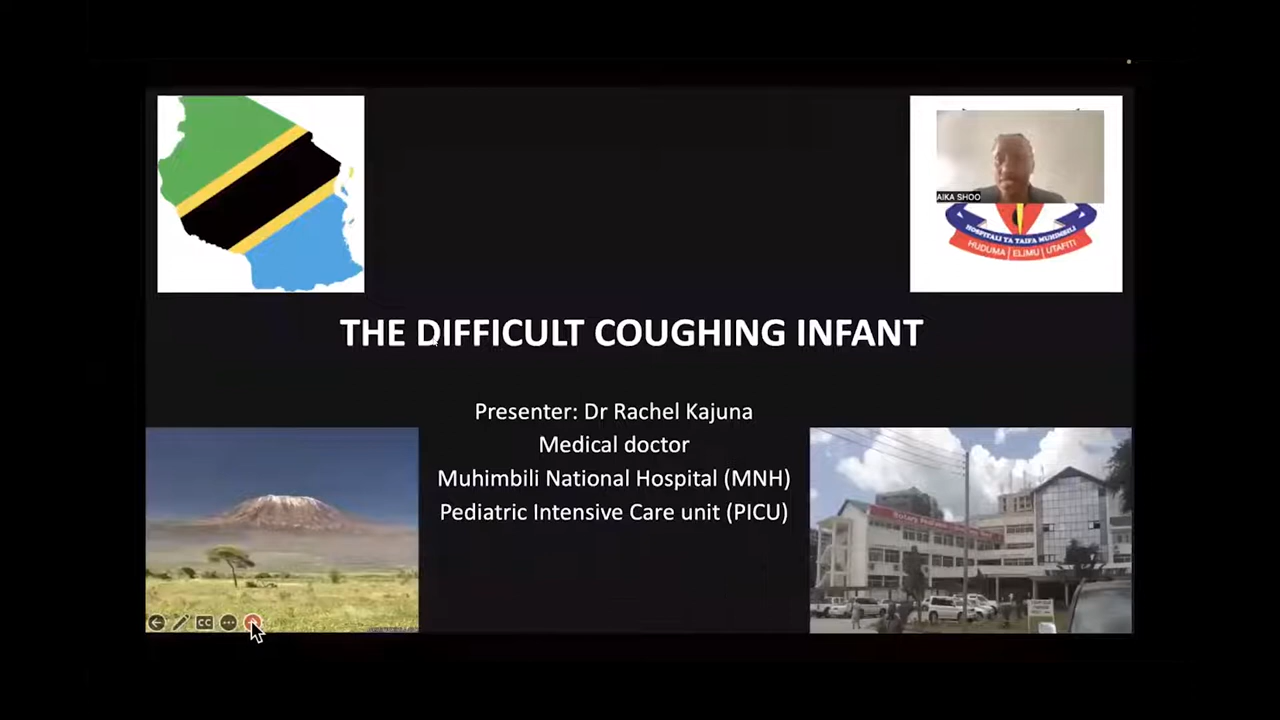 AIKA SHOO
HOSPITALI YA TAIFA MUHIMBILI
HUDUMA | ELIMU | UTAFITI
THE DIFFICULT COUGHING INFANT
Presenter: Dr Rachel Kajuna
Medical doctor
Muhimbili National Hospital (MNH)
Pediatric Intensive Care unit (PICU)
CC